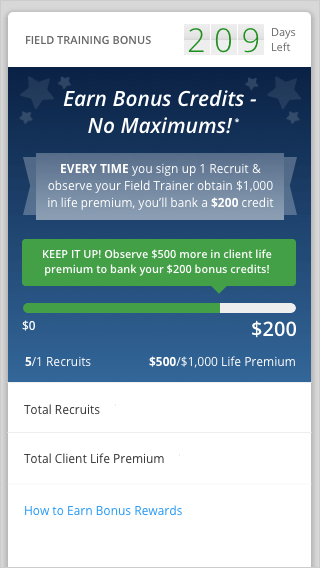 FIELD TRAINING BONUS
209
Days
Left
Earn Bonus Credits -
No Maximums!*
EVERY TIME you sign up 1 Recruit &
observe your Field Trainer obtain $1,000
in life premium, you'll bank a $200 credit
KEEP IT UP! Observe $500 more in client life
premium to bank your $200 bonus credits!
$0 $200
5/1 Recruits $500/$1,000 Life Premium
Total Recruits
Total Client Life Premium
How to Earn Bonus Rewards